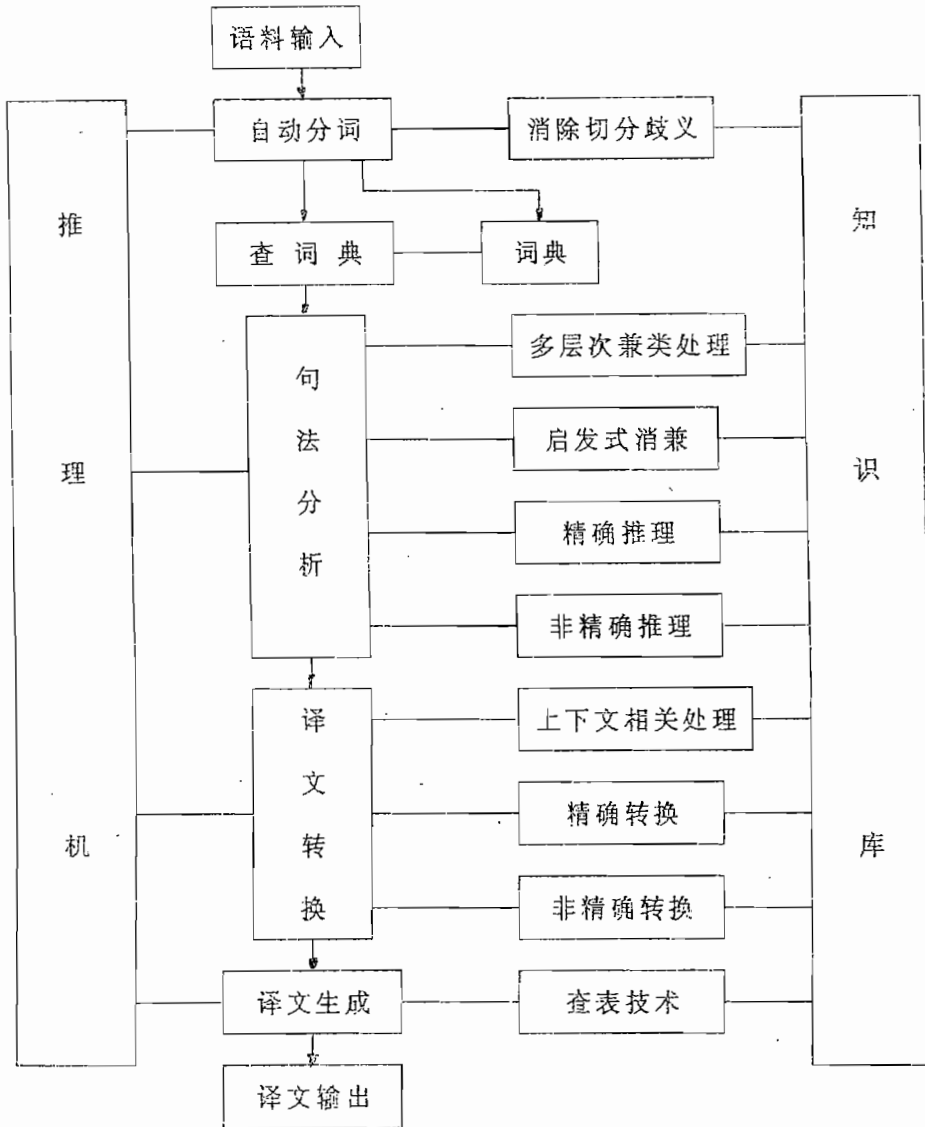 语料输入
自动分词
消除切分歧义
查词典
词典
推理机
知识库
句法分析
多层次兼类处理
启发式消兼
精确推理
非精确推理
译文转换
上下文相关处理
精确转换
非精确转换
译文生成
查表技术
译文输出